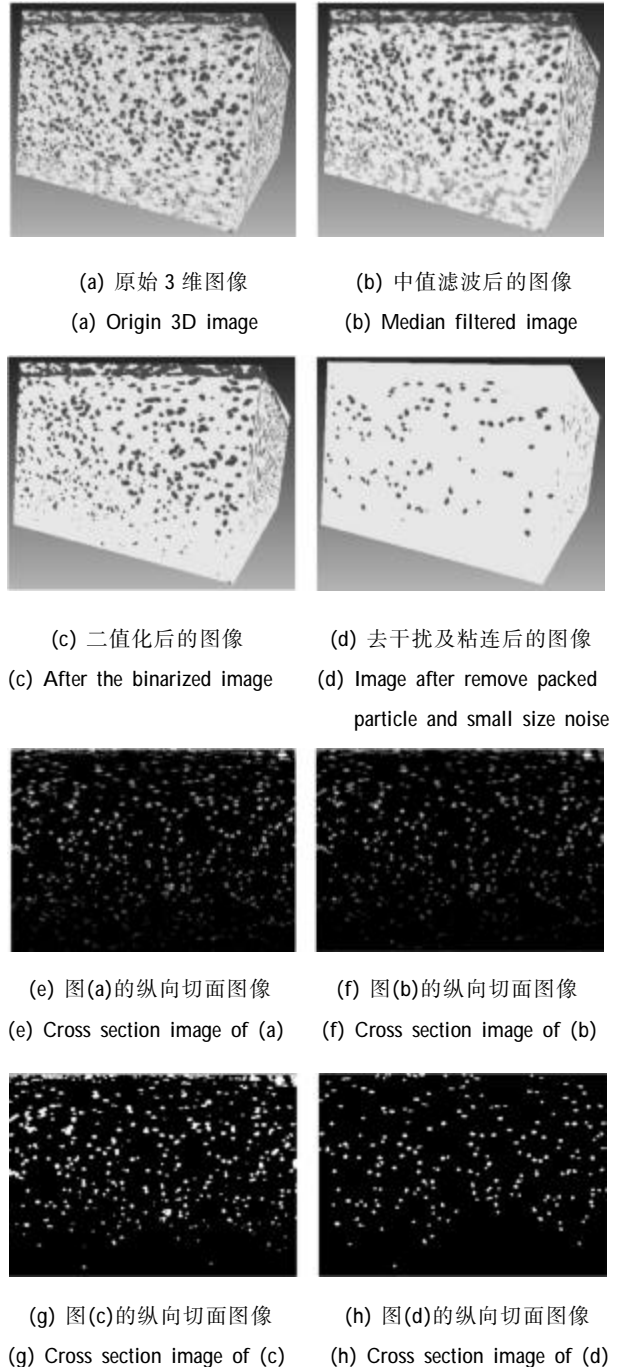 (a) 原始 3 维图像
(a) Origin 3D image
(b) 中值滤波后的图像
(b) Median filtered image
(c) 二值化后的图像
(c) After the binarized image
(d) 去干扰及粘连后的图像
(d) Image after remove packed
particle and small size noise
(e) 图(a)的纵向切面图像
(e) Cross section image of (a)
(f) 图(b)的纵向切面图像
(f) Cross section image of (b)
(g) 图(c)的纵向切面图像
(g) Cross section image of (c)
(h) 图(d)的纵向切面图像
(h) Cross section image of (d)